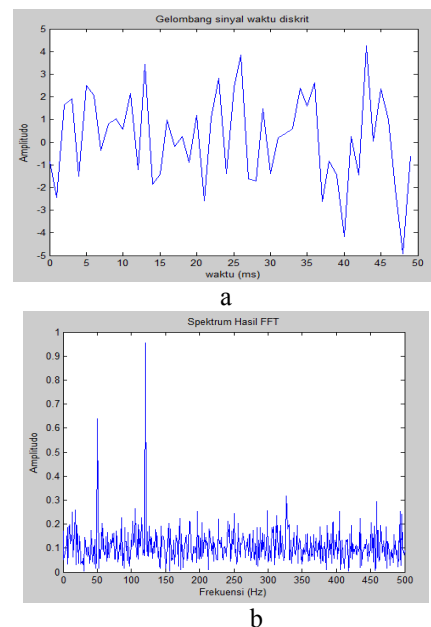 Gelombang sinyal waktu diskrit
Amplitudo
5
4
3
2
1
0
-1
-2
-3
-4
-5
0 5 10 15 20 25 30 35 40 45 50
waktu (ms)
a
Spektrum Hasil FFT
Amplitudo
1
0.9
0.8
0.7
0.6
0.5
0.4
0.3
0.2
0.1
0
0 50 100 150 200 250 300 350 400 450 500
Frekuensi (Hz)
b